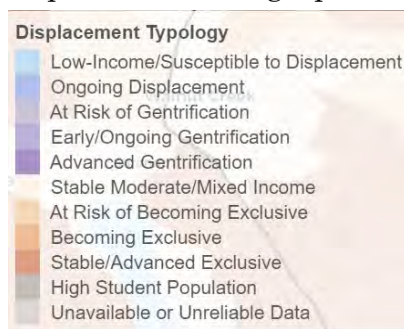 Displacement Typology
Low-Income/Susceptible to Displacement
Ongoing Displacement
At Risk of Gentrification
Early/Ongoing Gentrification
Advanced Gentrification
Stable Moderate/Mixed Income
At Risk of Becoming Exclusive
Becoming Exclusive
Stable/Advanced Exclusive
High Student Population
Unavailable or Unreliable Data